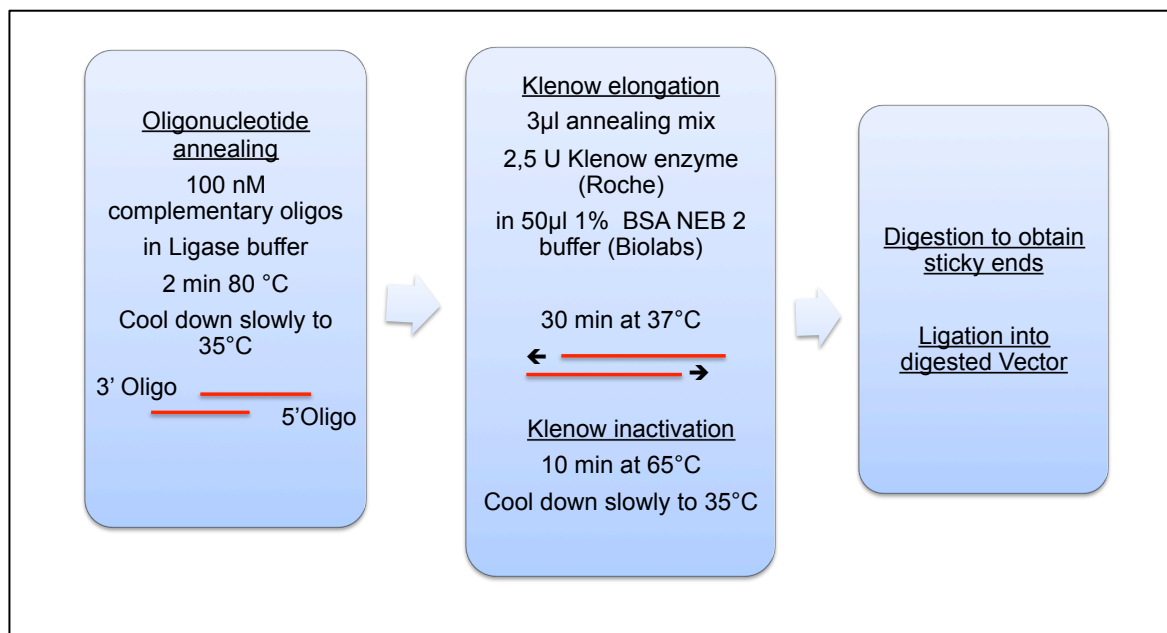 Oligonucleotide
annealing
100 nM
complementary oligos
in Ligase buffer
2 min 80 °C
Cool down slowly to
35°C
3' Oligo
5'Oligo
Klenow elongation
3µl annealing mix
2,5 U Klenow enzyme
(Roche)
in 50µl 1% BSA NEB 2
buffer (Biolabs)
30 min at 37°C
Klenow inactivation
10 min at 65°C
Cool down slowly to 35°C
Digestion to obtain
sticky ends
Ligation into
digested Vector